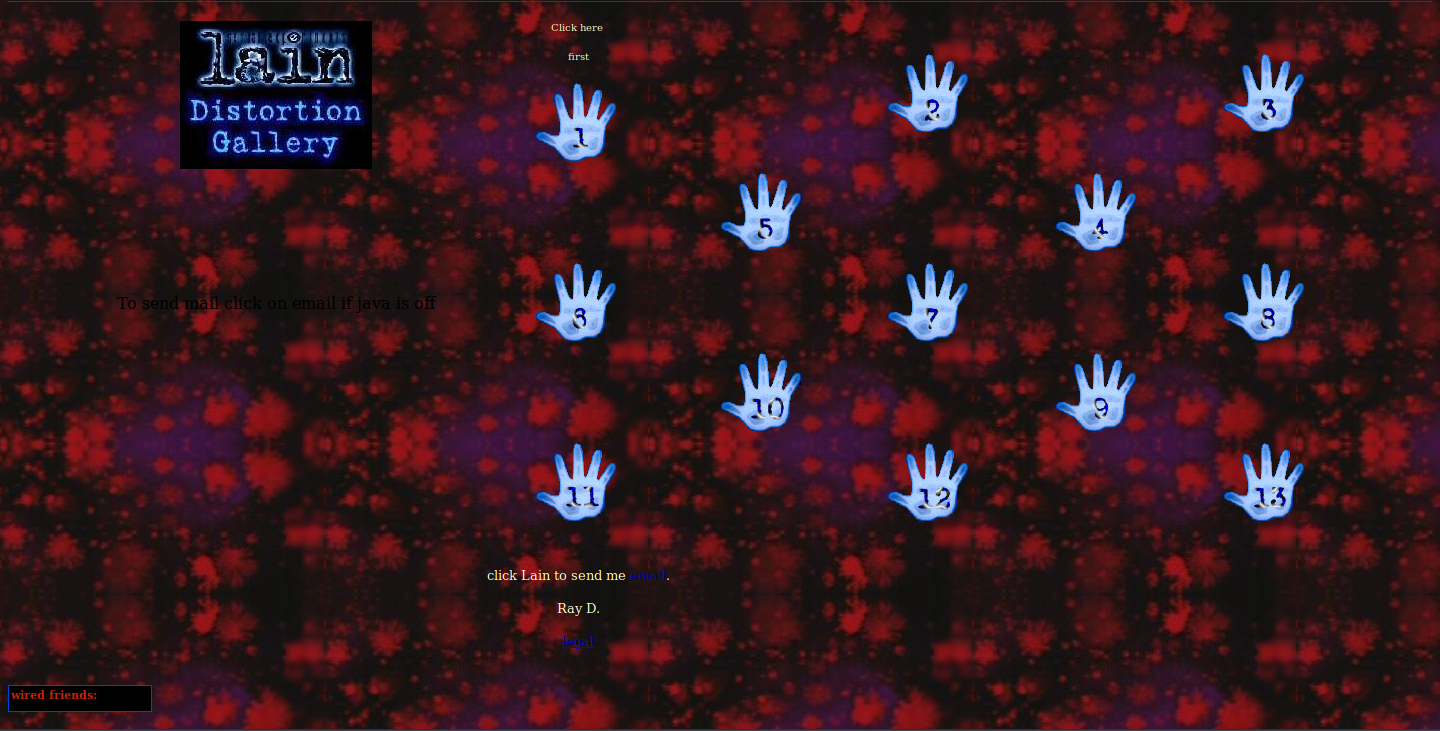 lain
Distortion
Gallery
Click here
first
1
2
3
5
4
To send mail click on email if java is off
6
7
8
10
9
11
12
13
click Lain to send me email.
Ray D.
legal
wired friends: